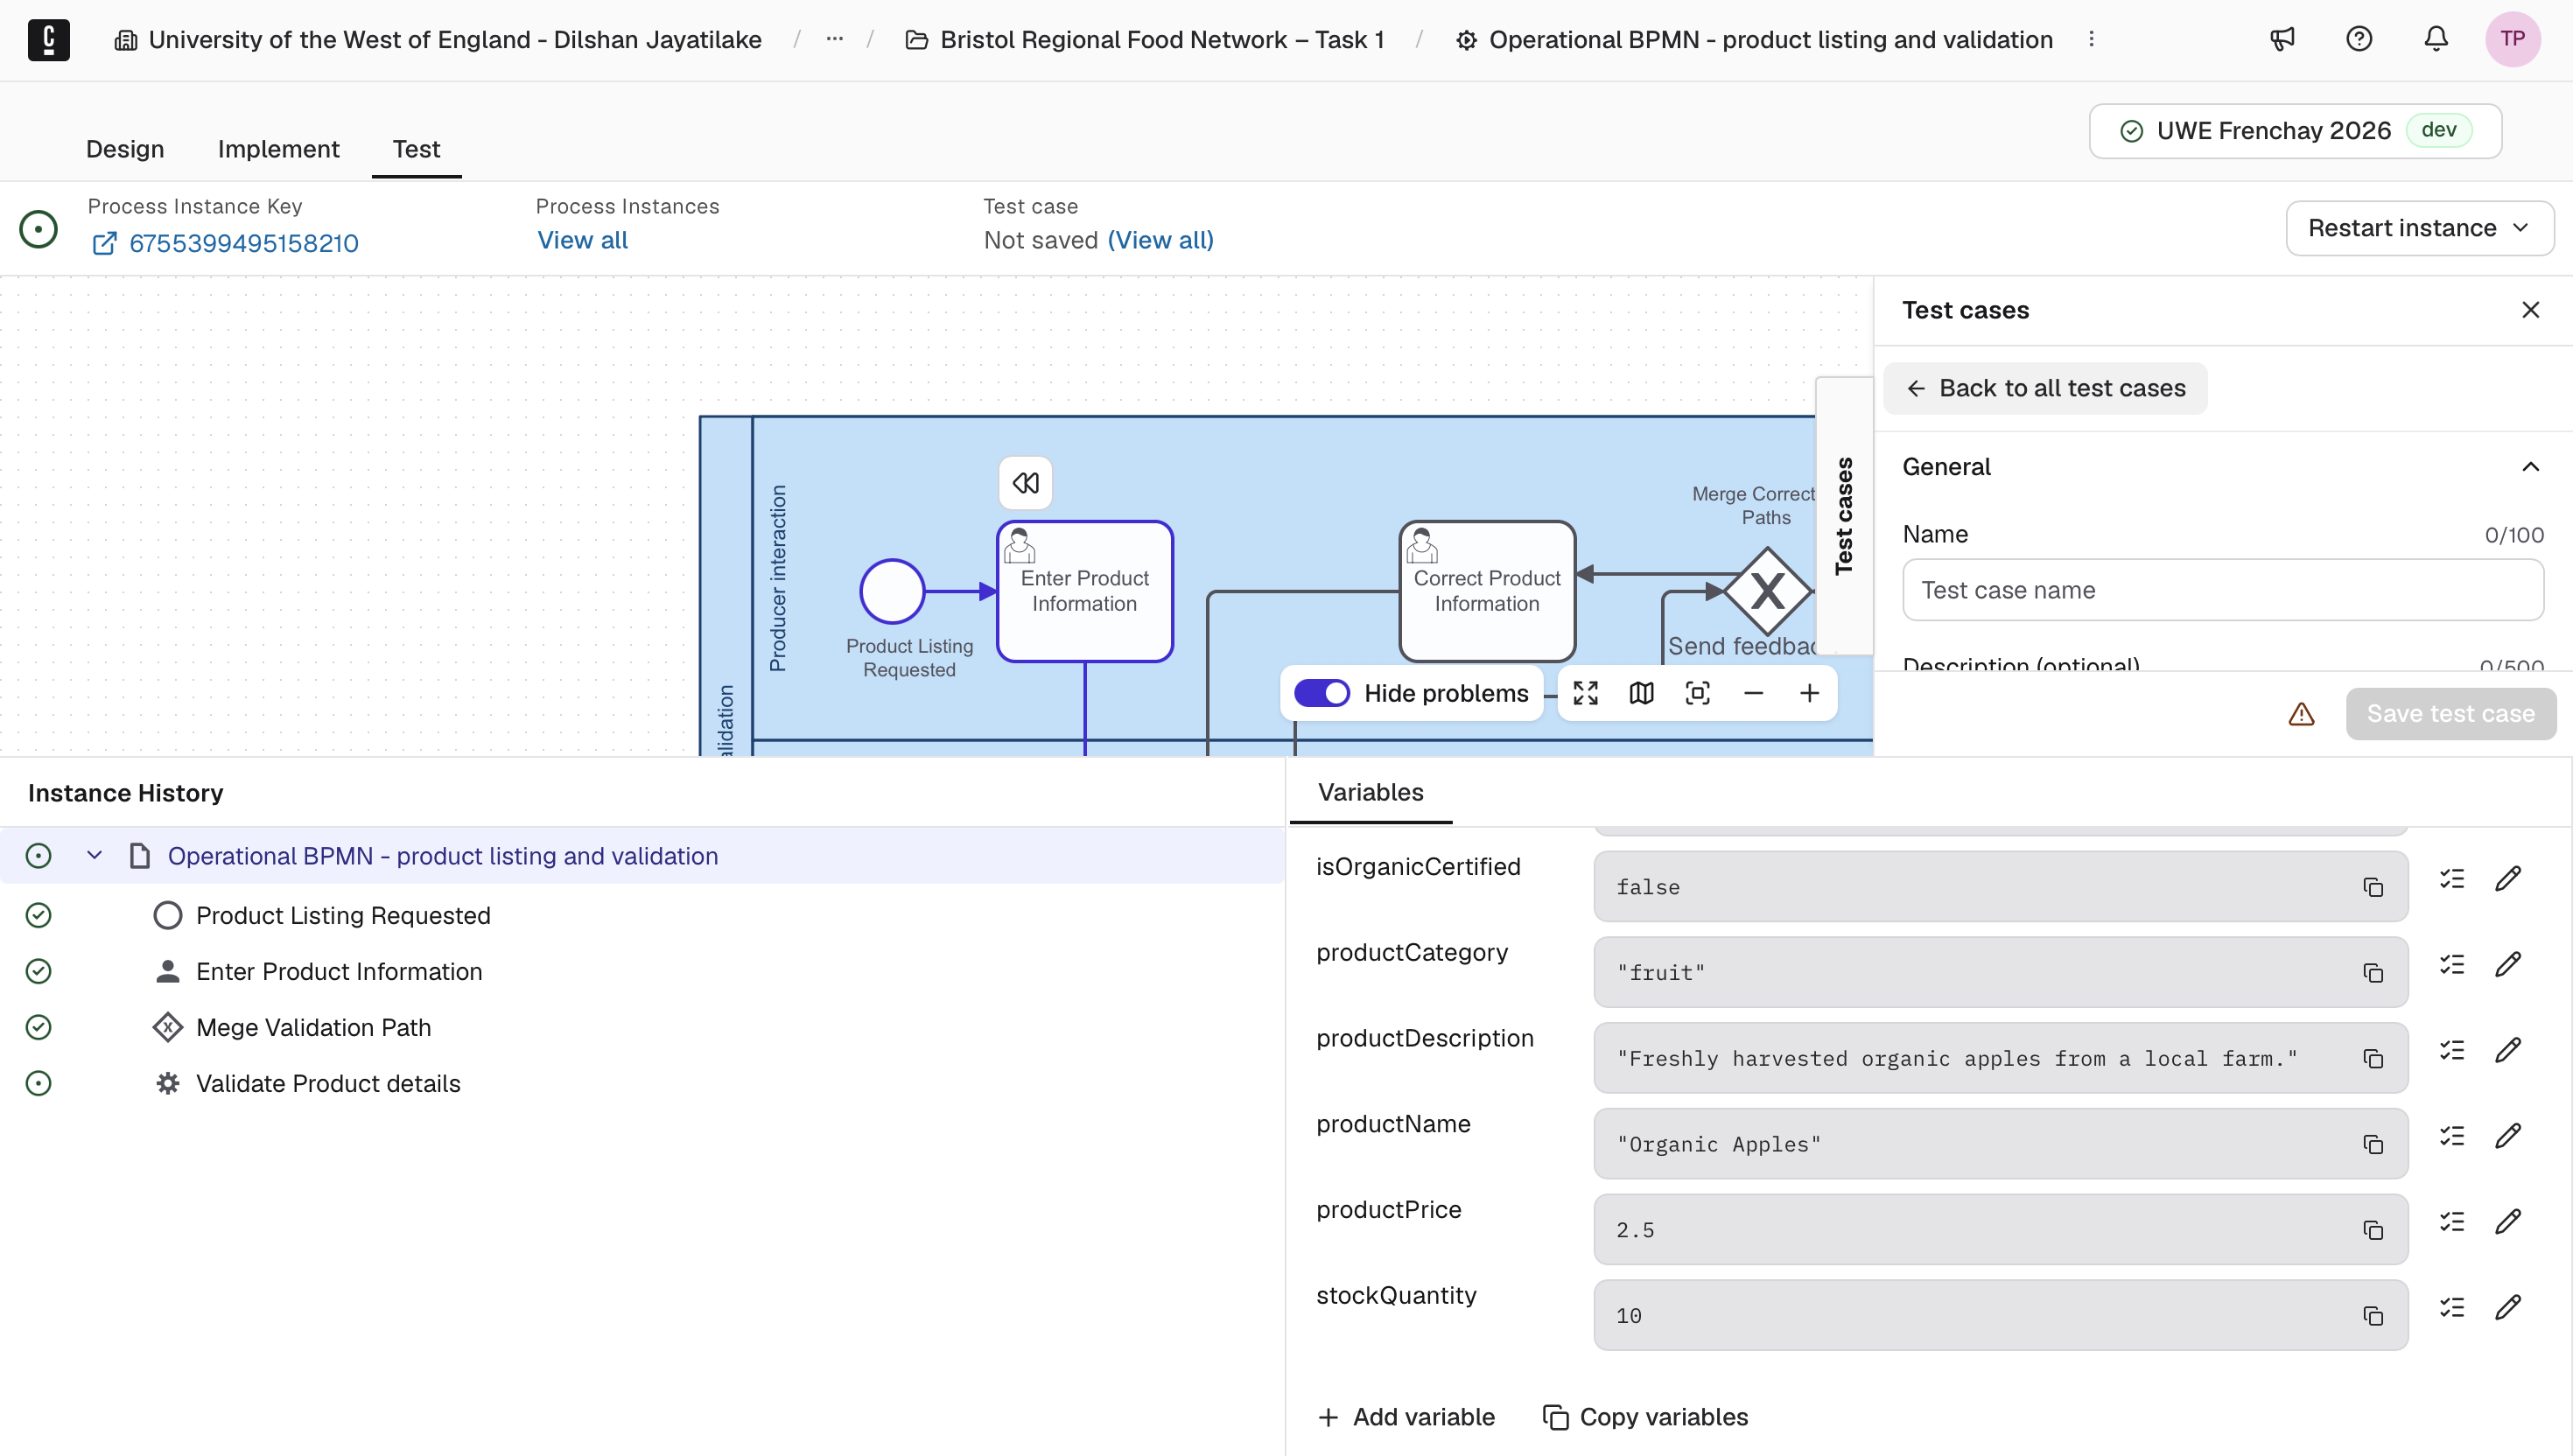 University of the West of England - Dilshan Jayatilake / ... / Bristol Regional Food Network – Task 1 / Operational BPMN - product listing and validation
TP
Design
Implement
Test
UWE Frenchay 2026
dev
Process Instance Key
6755399495158210
Process Instances
View all
Test case
Not saved (View all)
Restart instance
Producer interaction
alidation
Product Listing
Requested
Enter Product
Information
Correct Product
Information
Merge Correct
Paths
Send feedbac
Hide problems
Test cases
Test cases
Back to all test cases
General
Name
0/100
Test case name
Description (optional)
0/500
Save test case
Instance History
Operational BPMN - product listing and validation
Product Listing Requested
Enter Product Information
Mege Validation Path
Validate Product details
Variables
isOrganicCertified
false
productCategory
"fruit"
productDescription
"Freshly harvested organic apples from a local farm."
productName
"Organic Apples"
productPrice
2.5
stockQuantity
10
Add variable
Copy variables